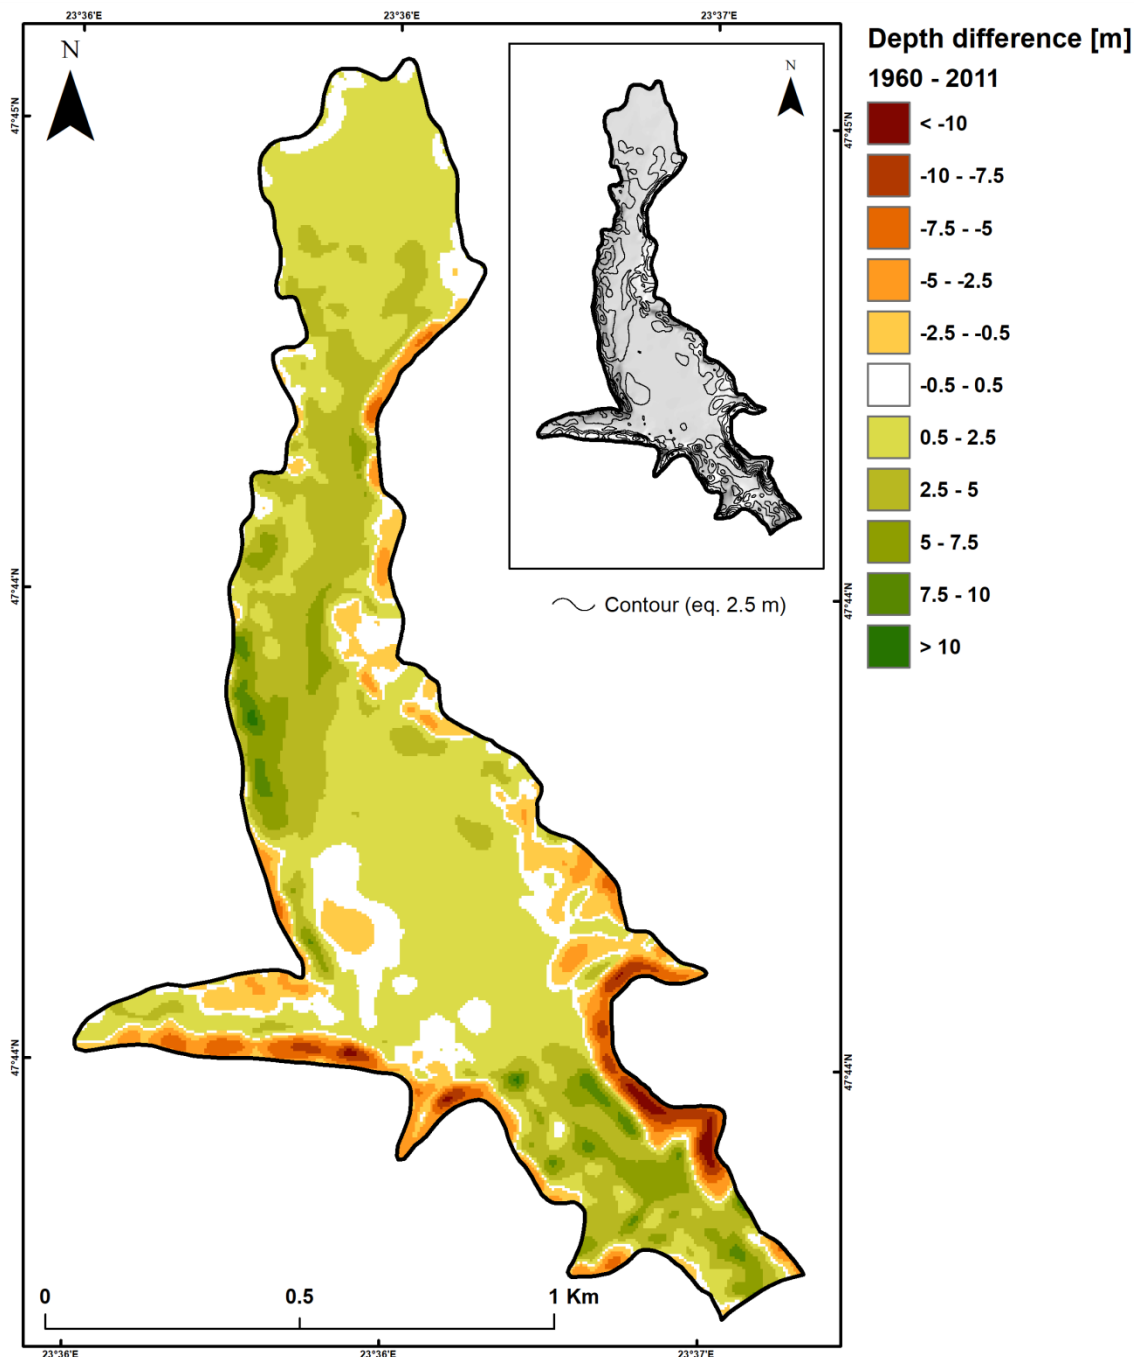 23°36'E 23°36'E 23°37'E
N
N
47°45'N
47°45'N
Depth difference [m]
1960 - 2011
< -10
-10 - -7.5
-7.5 - -5
-5 - -2.5
-2.5 - -0.5
-0.5 - 0.5
0.5 - 2.5
2.5 - 5
5 - 7.5
7.5 - 10
> 10
47°44'N
47°44'N
Contour (eq. 2.5 m)
47°44'N
47°44'N
0 0.5 1 Km
23°36'E 23°36'E 23°37'E